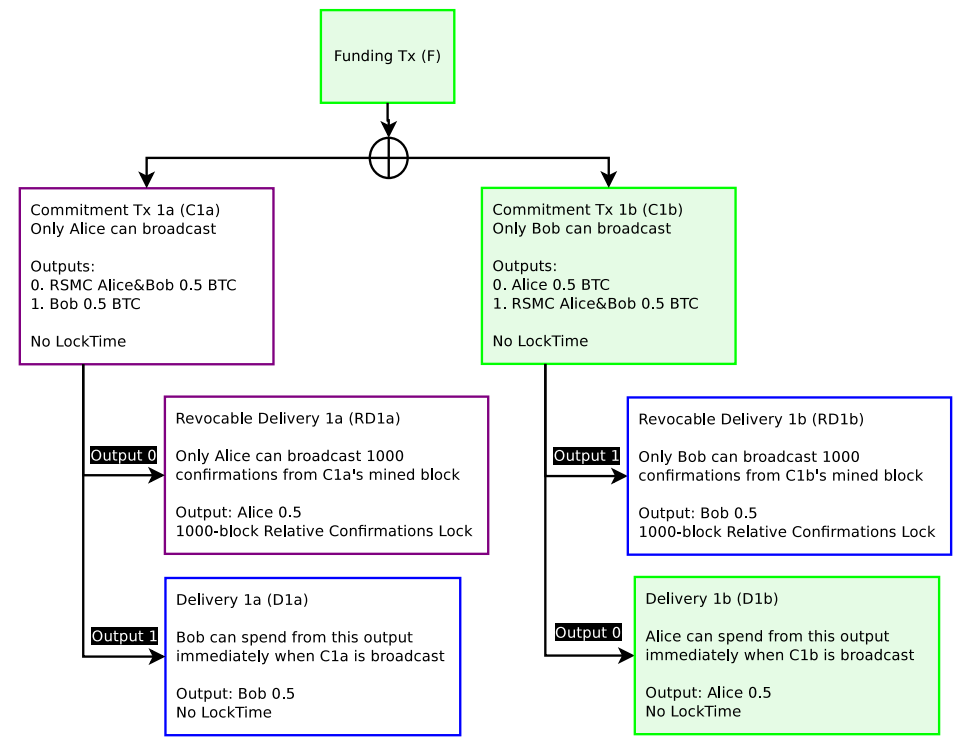 Funding Tx (F)
Commitment Tx 1a (C1a)
Only Alice can broadcast
Outputs:
0. RSMC Alice&Bob 0.5 BTC
1. Bob 0.5 BTC
No LockTime
Commitment Tx 1b (C1b)
Only Bob can broadcast
Outputs:
0. Alice 0.5 BTC
1. RSMC Alice&Bob 0.5 BTC
No LockTime
Output 0
Revocable Delivery 1a (RD1a)
Only Alice can broadcast 1000
confirmations from C1a's mined block
Output: Alice 0.5
1000-block Relative Confirmations Lock
Output 1
Revocable Delivery 1b (RD1b)
Only Bob can broadcast 1000
confirmations from C1b's mined block
Output: Bob 0.5
1000-block Relative Confirmations Lock
Output 1
Delivery 1a (D1a)
Bob can spend from this output
immediately when C1a is broadcast
Output: Bob 0.5
No LockTime
Output 0
Delivery 1b (D1b)
Alice can spend from this output
immediately when C1b is broadcast
Output: Alice 0.5
No LockTime